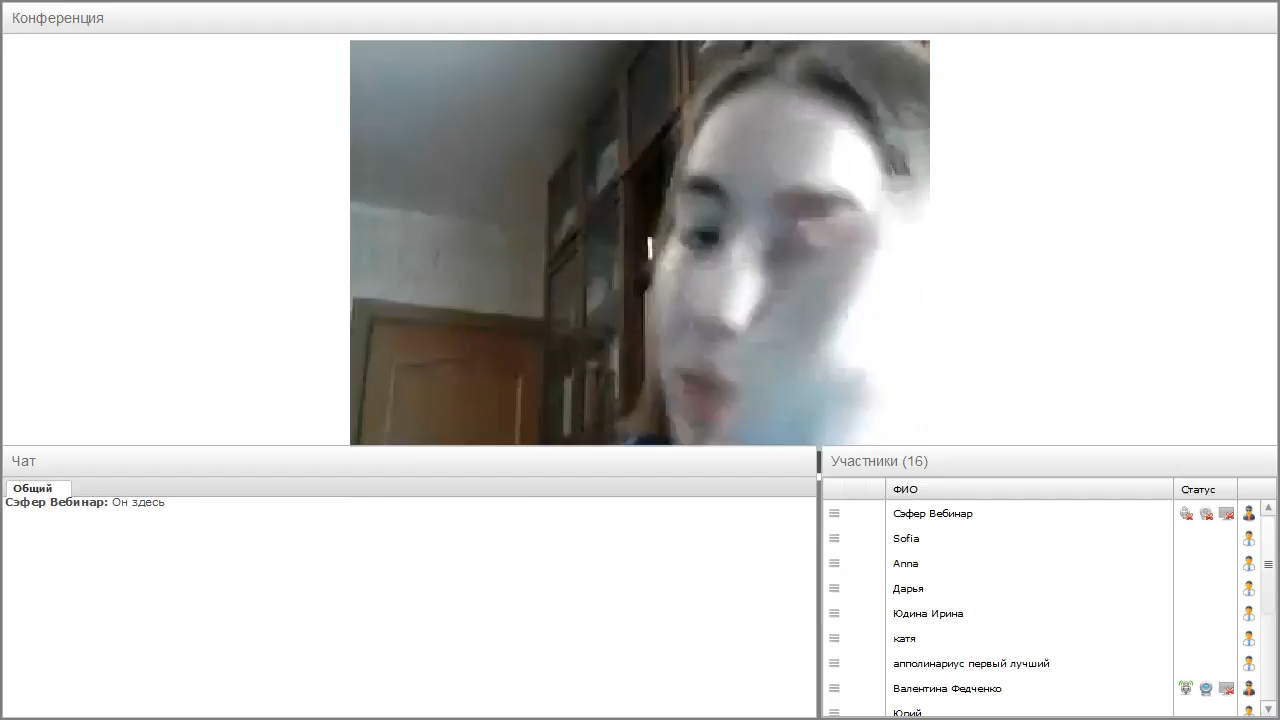 Конференция
Чат
Общий
Сэфер Вебинар: Он здесь
Участники (16)
ФИО Статус
Сэфер Вебинар
Sofia
Anna
Дарья
Юдина Ирина
катя
апполинариус первый лучший
Валентина Федченко
Юрий